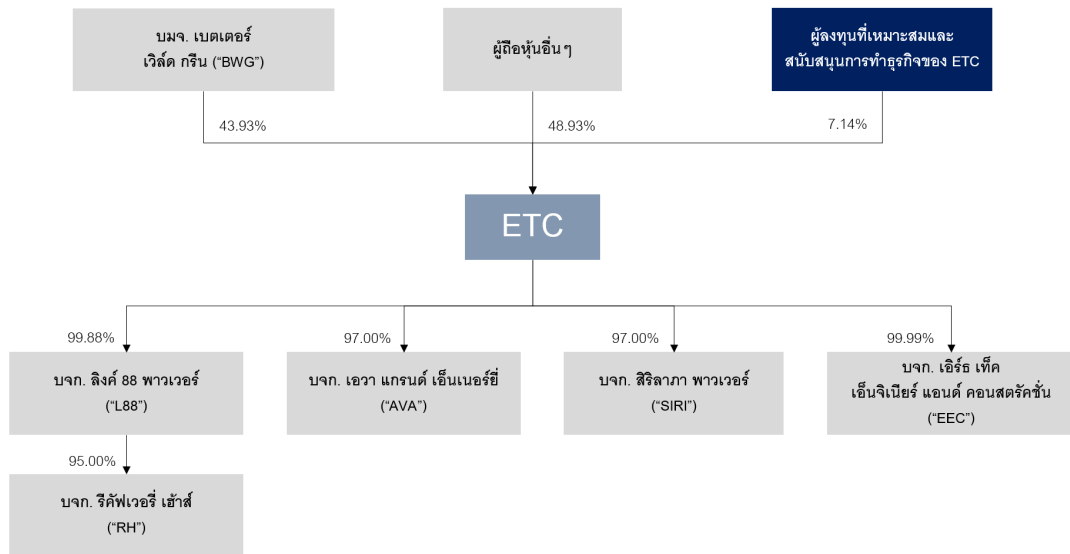 บมจ. เบตเตอร์
เวิล์ด กรีน (“BWG”)
ผู้ถือหุ้นอื่นๆ
ผู้ลงทุนที่เหมาะสมและ
สนับสนุนการทำธุรกิจของ ETC
43.93%
48.93%
7.14%
ETC
99.88%
97.00%
97.00%
99.99%
บจก. ลิงค์ 88 พาวเวอร์
(“L88”)
บจก. เอวา แกรนด์ เอ็นเนอร์ยี่
(“AVA”)
บจก. สิริลาภา พาวเวอร์
(“SIRI”)
บจก. เอิร์ธ เท็ค
เอ็นจิเนียร์ แอนด์ คอนสตรัคชั่น
(“EEC”)
95.00%
บจก. รีคัฟเวอรี่ เฮ้าส์
(“RH”)